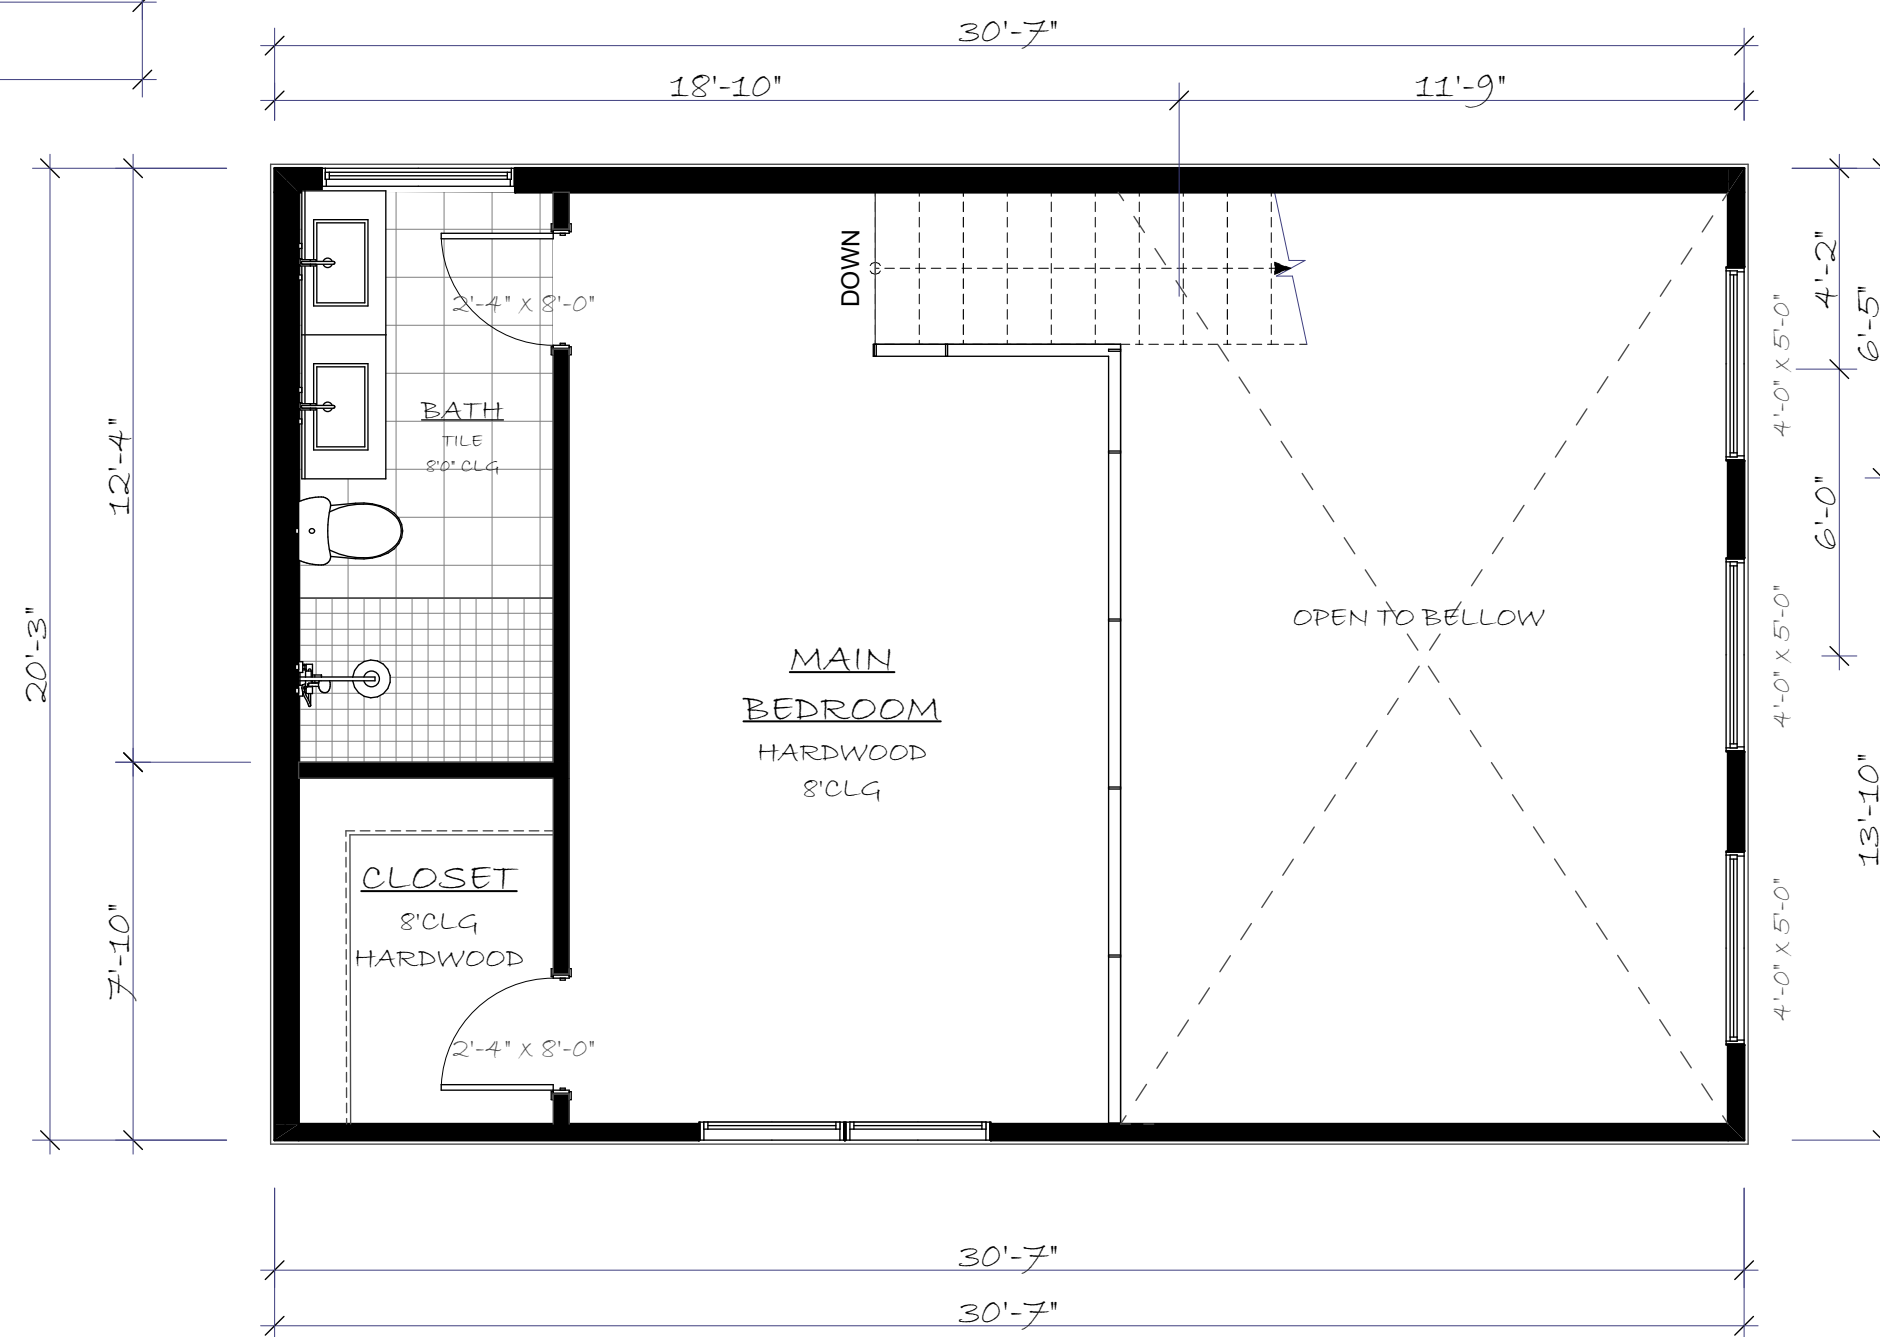 30'-7"
18'-10"
11'-9"
DOWN
2'-4" X 8'-0"
4'-2"
6'-5"
4'-0" X 5'-0"
BATH
TILE
8'0" CLG
12'-4"
6'-0"
OPEN TO BELLOW
20'-3"
4'-0" X 5'-0"
MAIN
BEDROOM
HARDWOOD
8'CLG
13'-10"
CLOSET
8'CLG
HARDWOOD
7'-10"
4'-0" X 5'-0"
2'-4" X 8'-0"
30'-7"
30'-7"